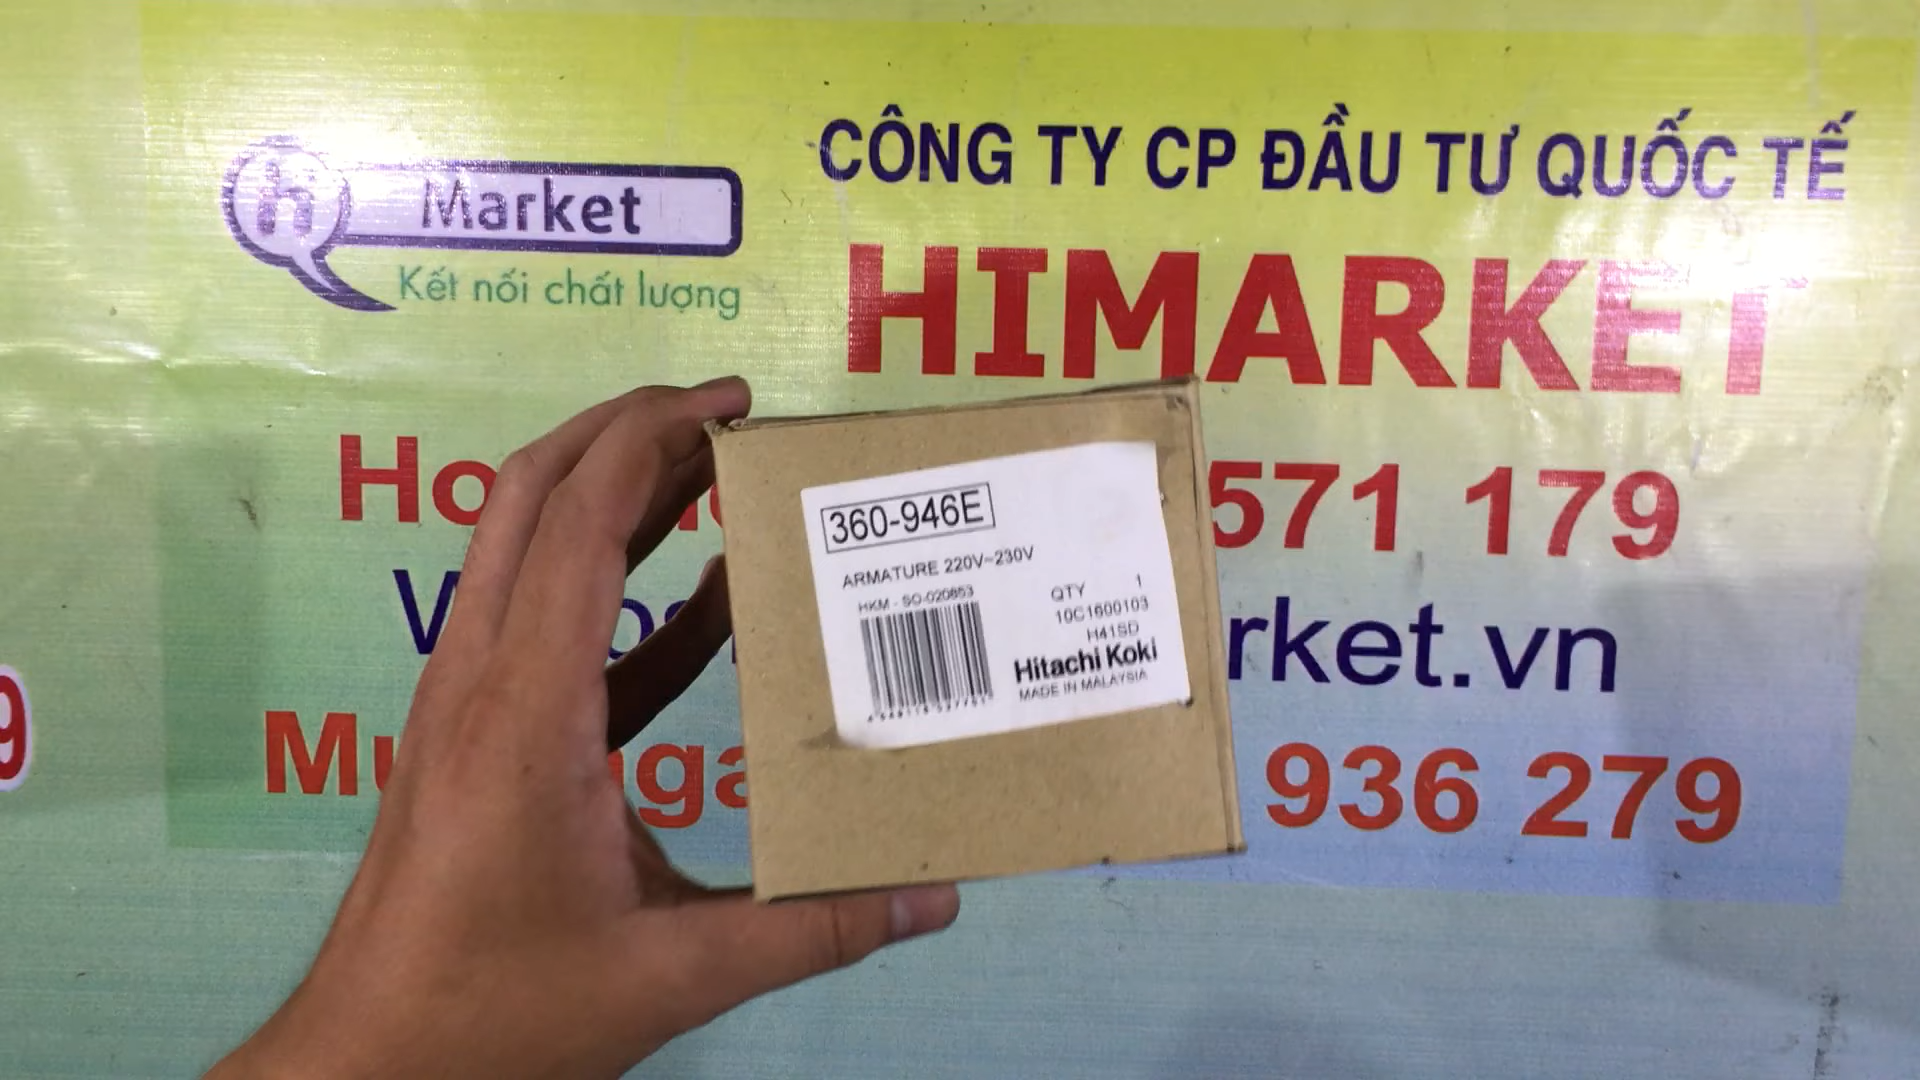 h Market
Kết nối chất lượng
CÔNG TY CP ĐẦU TƯ QUỐC TẾ
HIMARKET
571 179
rket.vn
936 279
9
360-946E
ARMATURE 220V~230V
HKM - SO-020853
QTY 1
10C1600103
H41SD
Hitachi Koki
MADE IN MALAYSIA